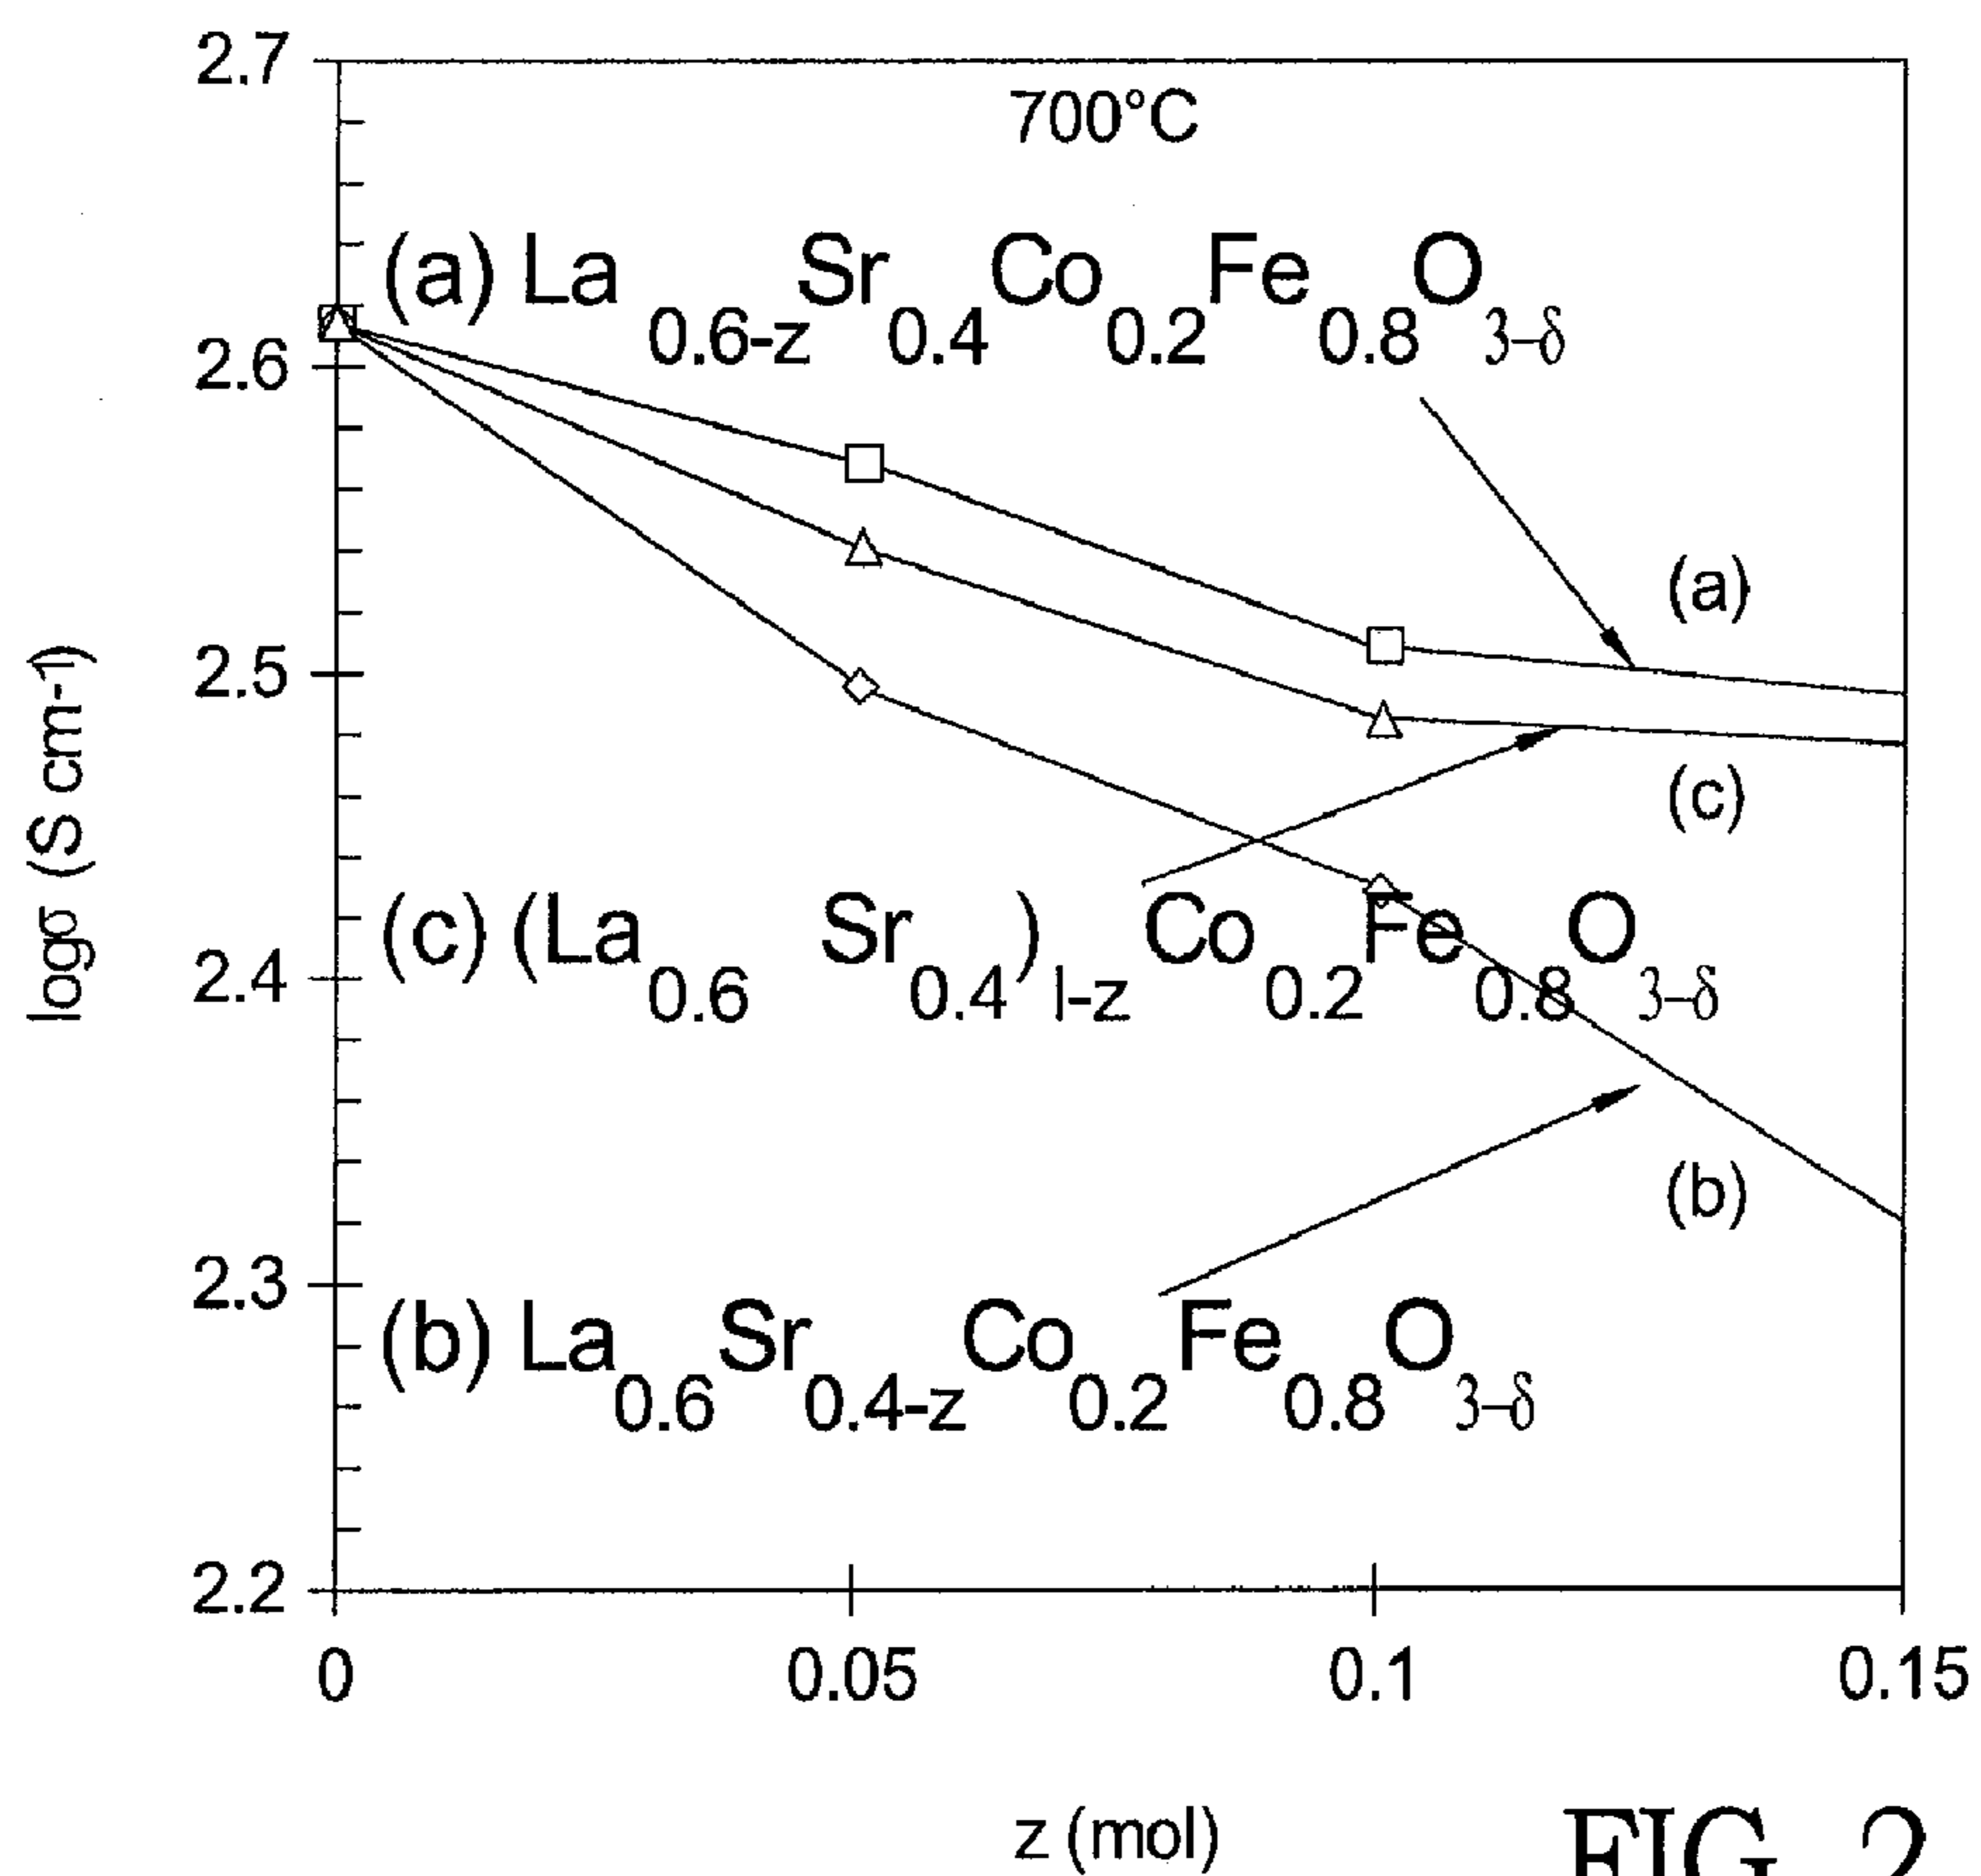 2.7
700°C
(a) La0.6-zSr0.4Co0.2Fe0.8O3-δ
2.6
(a)
2.5
(c)
logσ (S cm-1)
(c) (La0.6Sr0.4)1-zCo0.2Fe0.8O3-δ
2.4
(b)
2.3
(b) La0.6Sr0.4-zCo0.2Fe0.8O3-δ
2.2
0 0.05 0.1 0.15
z (mol)
FIG. 2